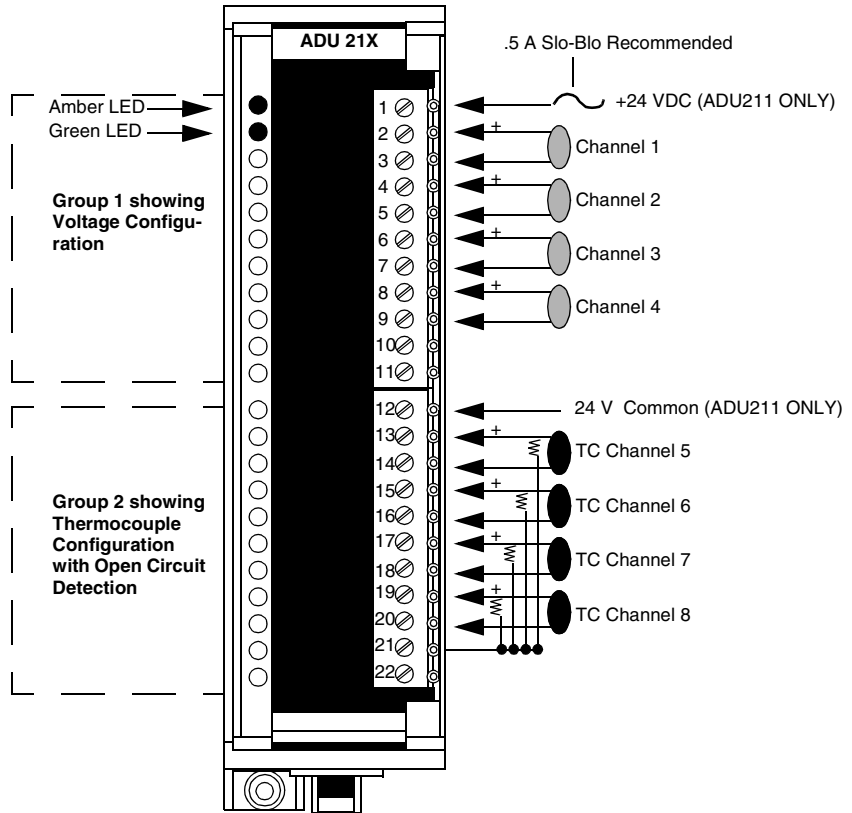 ADU 21X
.5 A Slo-Blo Recommended
Amber LED
Green LED
1
+24 VDC (ADU211 ONLY)
2
+
Channel 1
3
4
+
Channel 2
5
Group 1 showing
Voltage Configu-
ration
6
+
Channel 3
7
8
+
Channel 4
9
10
11
12
24 V Common (ADU211 ONLY)
13
+
TC Channel 5
14
15
+
TC Channel 6
16
Group 2 showing
Thermocouple
Configuration
with Open Circuit
Detection
17
+
TC Channel 7
18
19
+
TC Channel 8
20
21
22